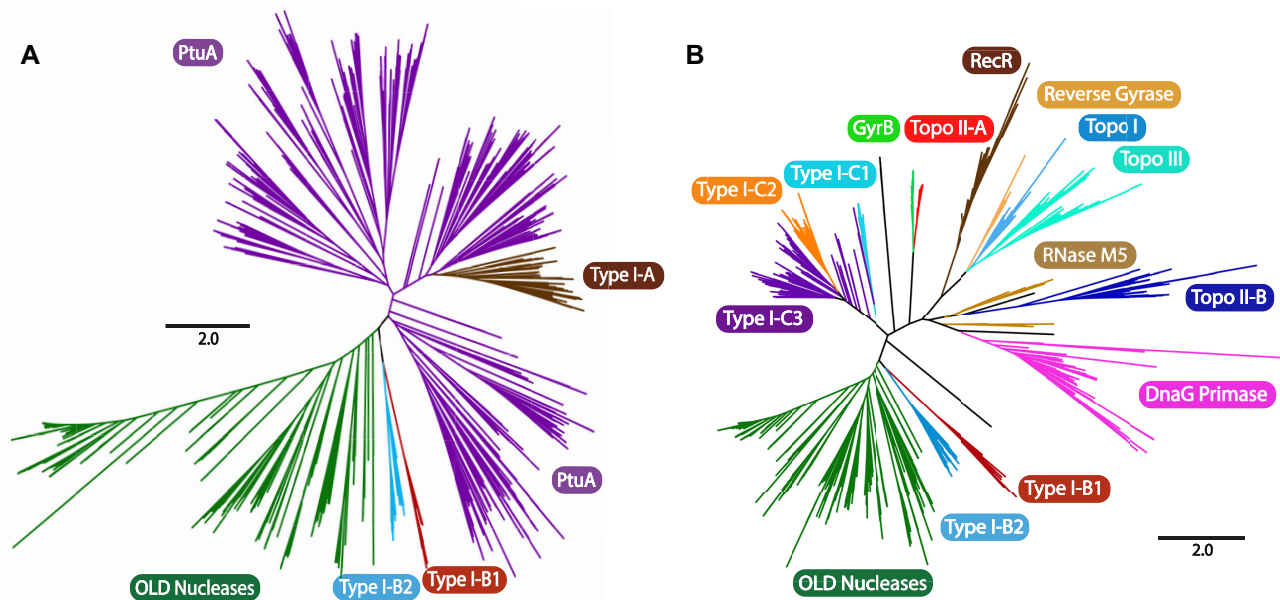 A
PtuA
Type I-A
2.0
PtuA
OLD Nucleases
Type I-B2
Type I-B1
B
RecR
Reverse Gyrase
GyrB
Topo II-A
Topo I
Topo III
Type I-C1
Type I-C2
RNase M5
Topo II-B
Type I-C3
DnaG Primase
Type I-B1
Type I-B2
2.0
OLD Nucleases